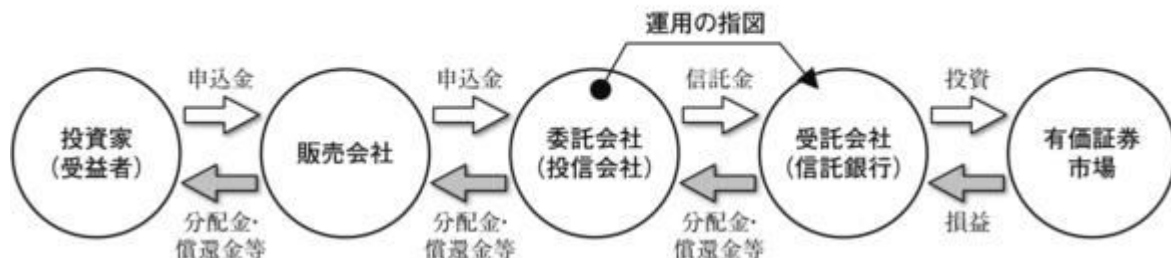 運用の指図
申込金
申込金
信託金
投資
投資家
(受益者)
販売会社
委託会社
(投信会社)
受託会社
(信託銀行)
有価証券
市場
分配金・
償還金等
分配金・
償還金等
分配金・
償還金等
損益